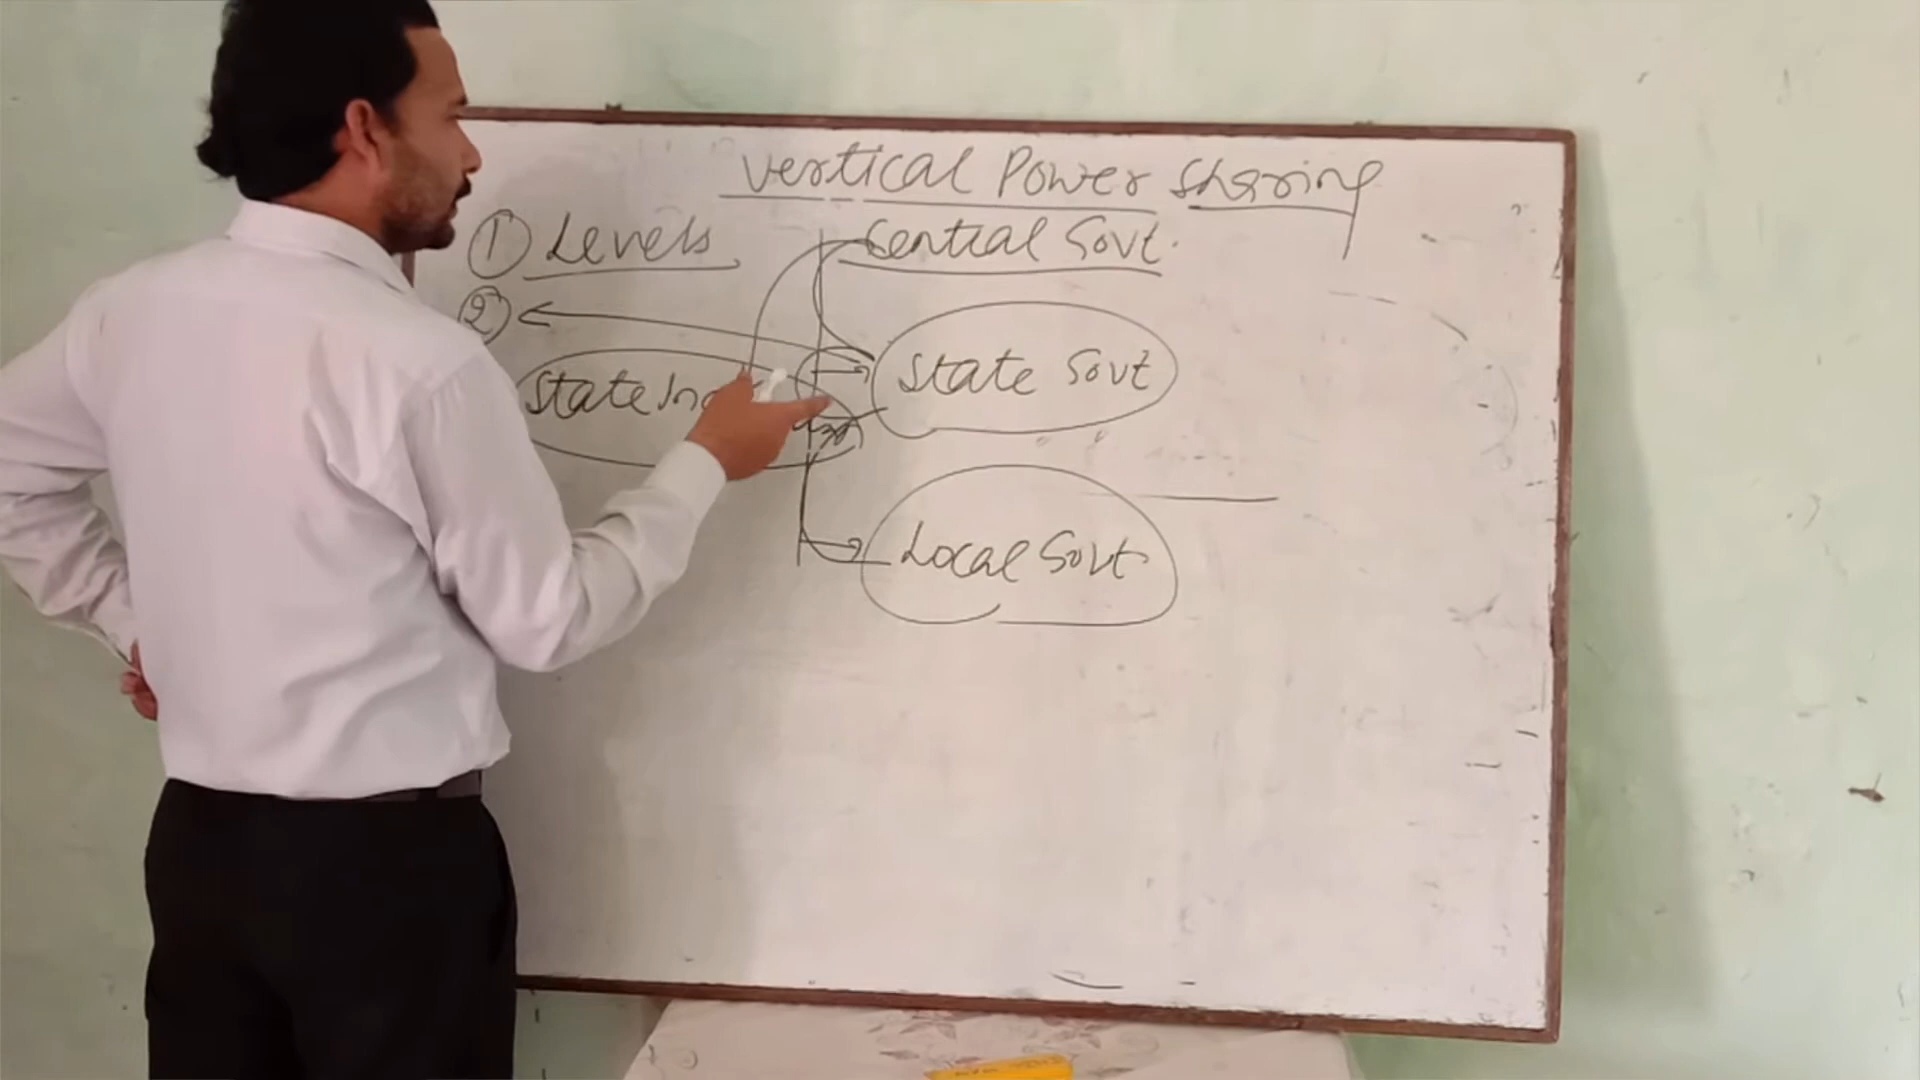 Vertical Power Sharing
① Levels Central Govt.
②
State Govt
State
Local Govt.